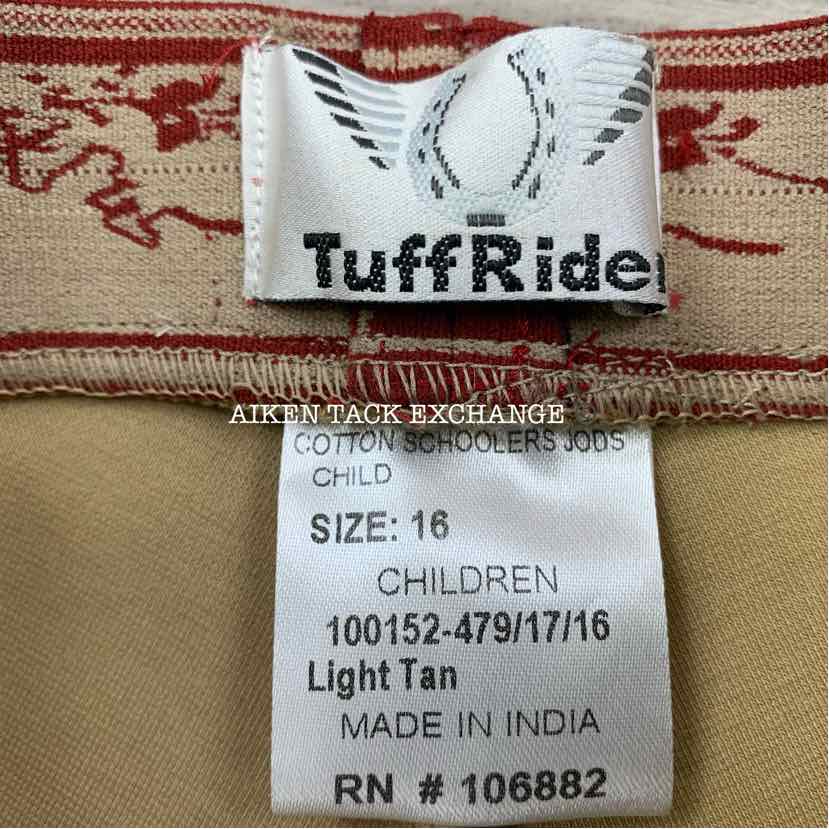 TuffRider
AIKEN TACK EXCHANGE
COTTON SCHOOLERS JODS
CHILD
SIZE: 16
CHILDREN
100152-479/17/16
Light Tan
MADE IN INDIA
RN # 106882